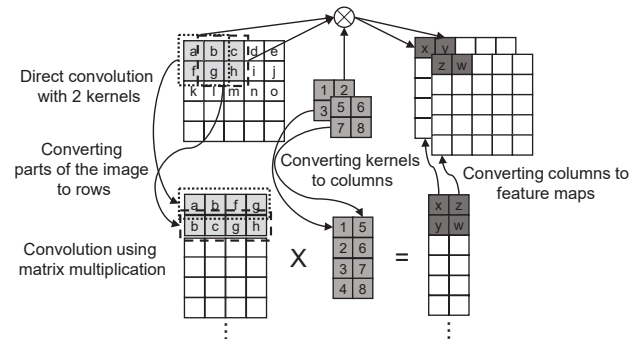 a b c d e
f g h i j
k l m n o
Direct convolution
with 2 kernels
1 2
3
5 6
7 8
x y
z w
Converting
parts of the image
to rows
Converting kernels
to columns
Converting columns to
feature maps
a b f g
b c g h
Convolution using
matrix multiplication
X
1 5
2 6
3 7
4 8
=
x z
y w